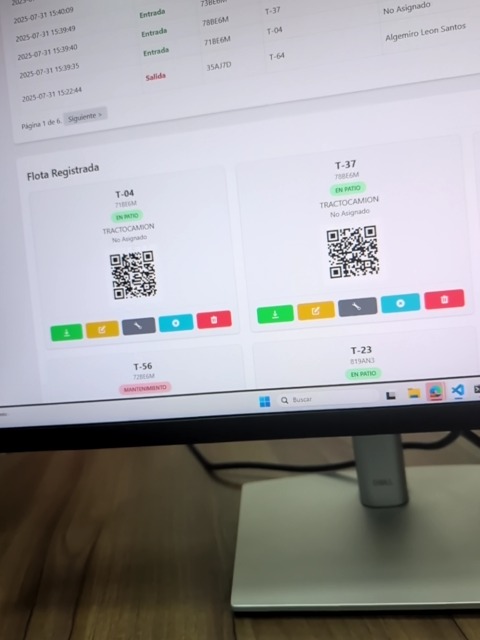 2025-07-31 15:40:09 Entrada 78BE6M T-37 No Asignado
2025-07-31 15:39:49 Entrada 71BE6M T-04 Algemiro Leon Santos
2025-07-31 15:39:40 Entrada 35AJ7D T-64
2025-07-31 15:39:35 Salida
2025-07-31 15:22:44
Página 1 de 6. Siguiente »
Flota Registrada
T-04
71BE6M
EN PATIO
TRACTOCAMION
No Asignado
T-37
78BE6M
EN PATIO
TRACTOCAMION
No Asignado
T-56
72BE6M
MANTENIMIENTO
T-23
819AN3
EN PATIO
Buscar
DELL